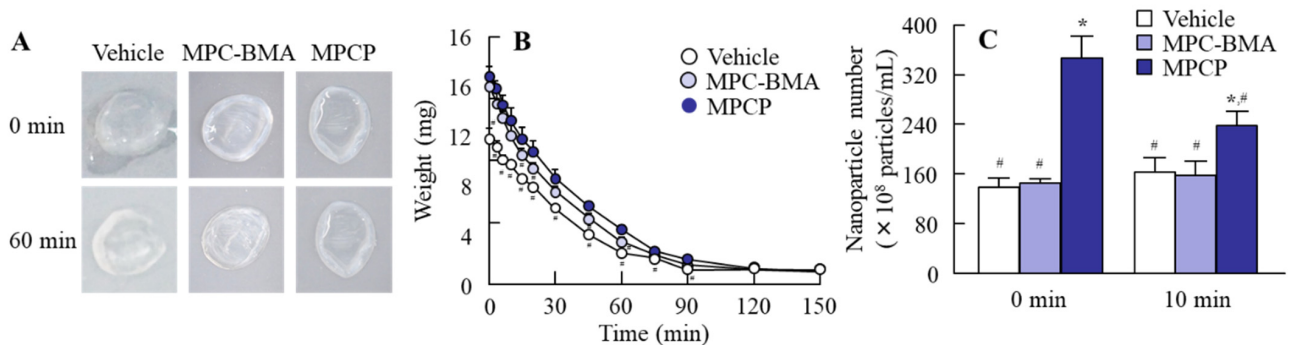 A
Vehicle MPC-BMA MPCP
0 min
60 min
B
Vehicle
MPC-BMA
MPCP
Weight (mg)
16
16
12
8
4
0
0 30 60 90 120 150
Time (min)
# # # # # # # # # # #
C
Vehicle
MPC-BMA
MPCP
Nanoparticle number
( × 10⁸ particles/mL)
400
320
240
160
80
0
# # * # # *,#
0 min 10 min